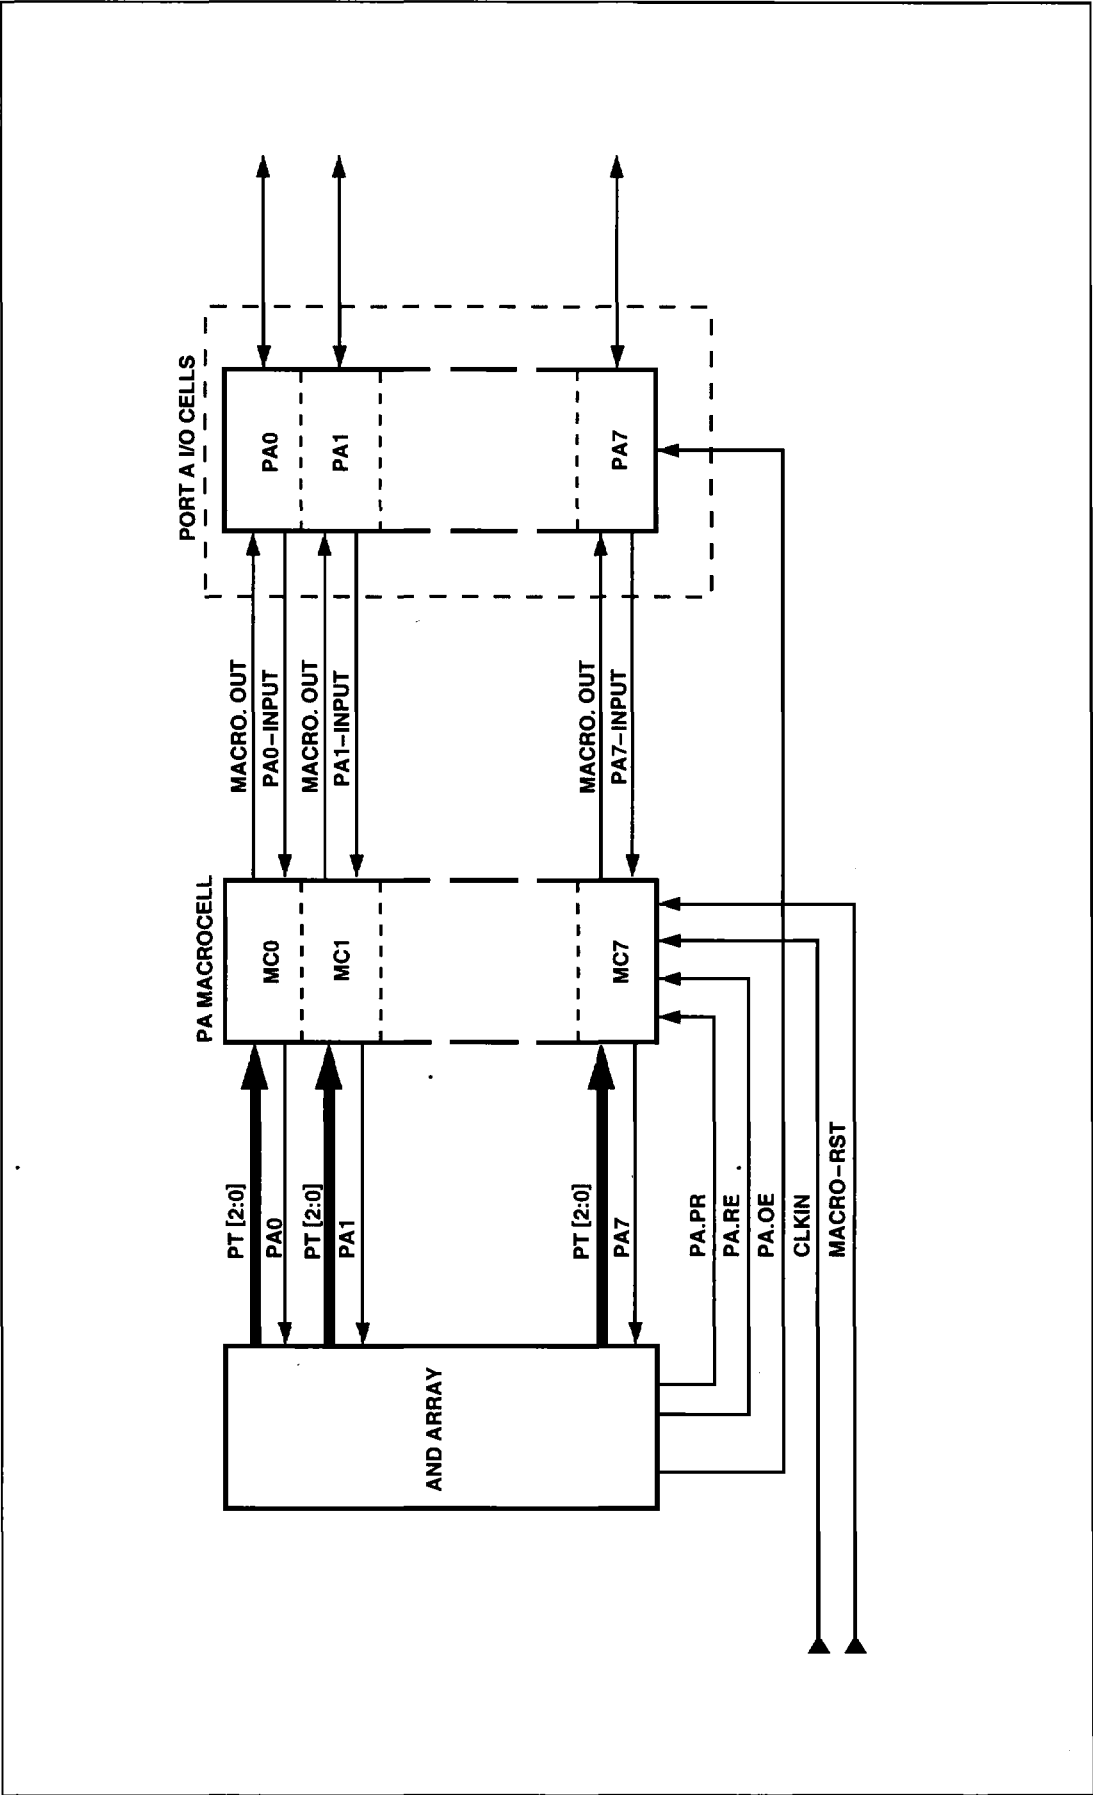 PORT A I/O CELLS
PA MACROCELL
PT [2:0]
PA0
PT [2:0]
PA1
PT [2:0]
PA7
AND ARRAY
MC0
MC1
MC7
MACRO. OUT
PA0-INPUT
MACRO. OUT
PA1-INPUT
MACRO. OUT
PA7-INPUT
PA0
PA1
PA7
PA.PR
PA.RE
PA.OE
CLKIN
MACRO-RST